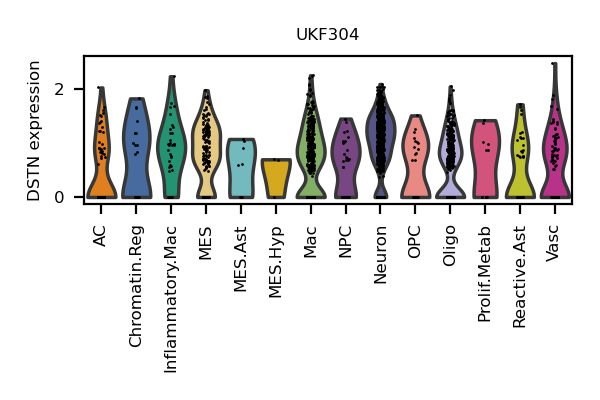 UKF304
DSTN expression
2
0
AC
Chromatin.Reg
Inflammatory.Mac
MES
MES.Ast
MES.Hyp
Mac
NPC
Neuron
OPC
Oligo
Prolif.Metab
Reactive.Ast
Vasc